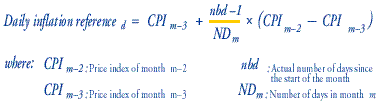 Daily inflation reference d = CPI m-3 + nbd-1 / NDm × (CPI m-2 - CPI m-3)
where: CPI m-2 : Price index of month m-2
CPI m-3 : Price index of month m-3
nbd : Actual number of days since
the start of the month
NDm : Number of days in month m